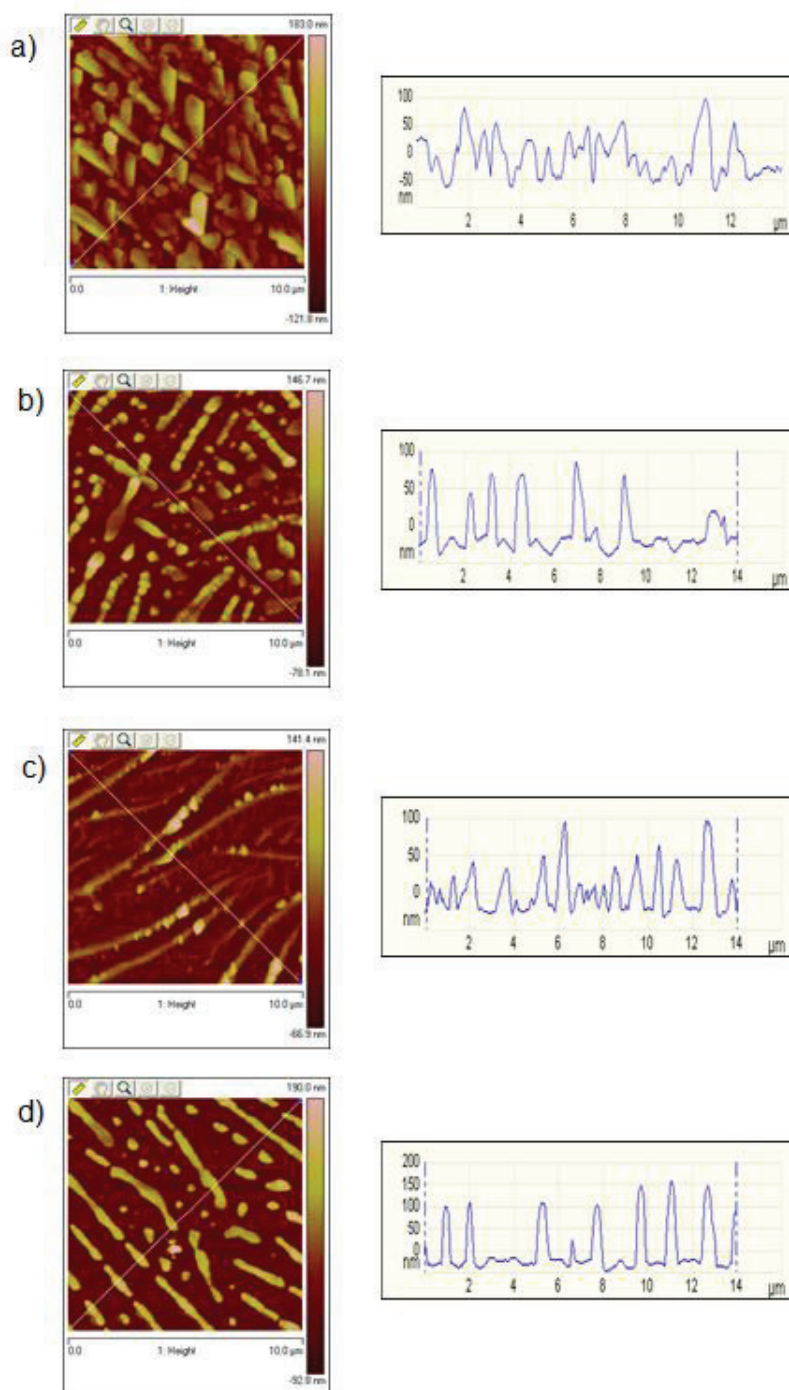 a)
183.0 nm
0.0 1: Height 10.0 µm
-121.8 nm
100
50
0
-50
nm
2 4 6 8 10 12 µm
b)
146.7 nm
0.0 1: Height 10.0 µm
-78.1 nm
100
50
0
nm
2 4 6 8 10 12 14 µm
c)
141.4 nm
0.0 1: Height 10.0 µm
-66.9 nm
100
50
0
nm
2 4 6 8 10 12 14 µm
d)
190.0 nm
0.0 1: Height 10.0 µm
-92.8 nm
200
150
100
50
0
nm
2 4 6 8 10 12 14 µm